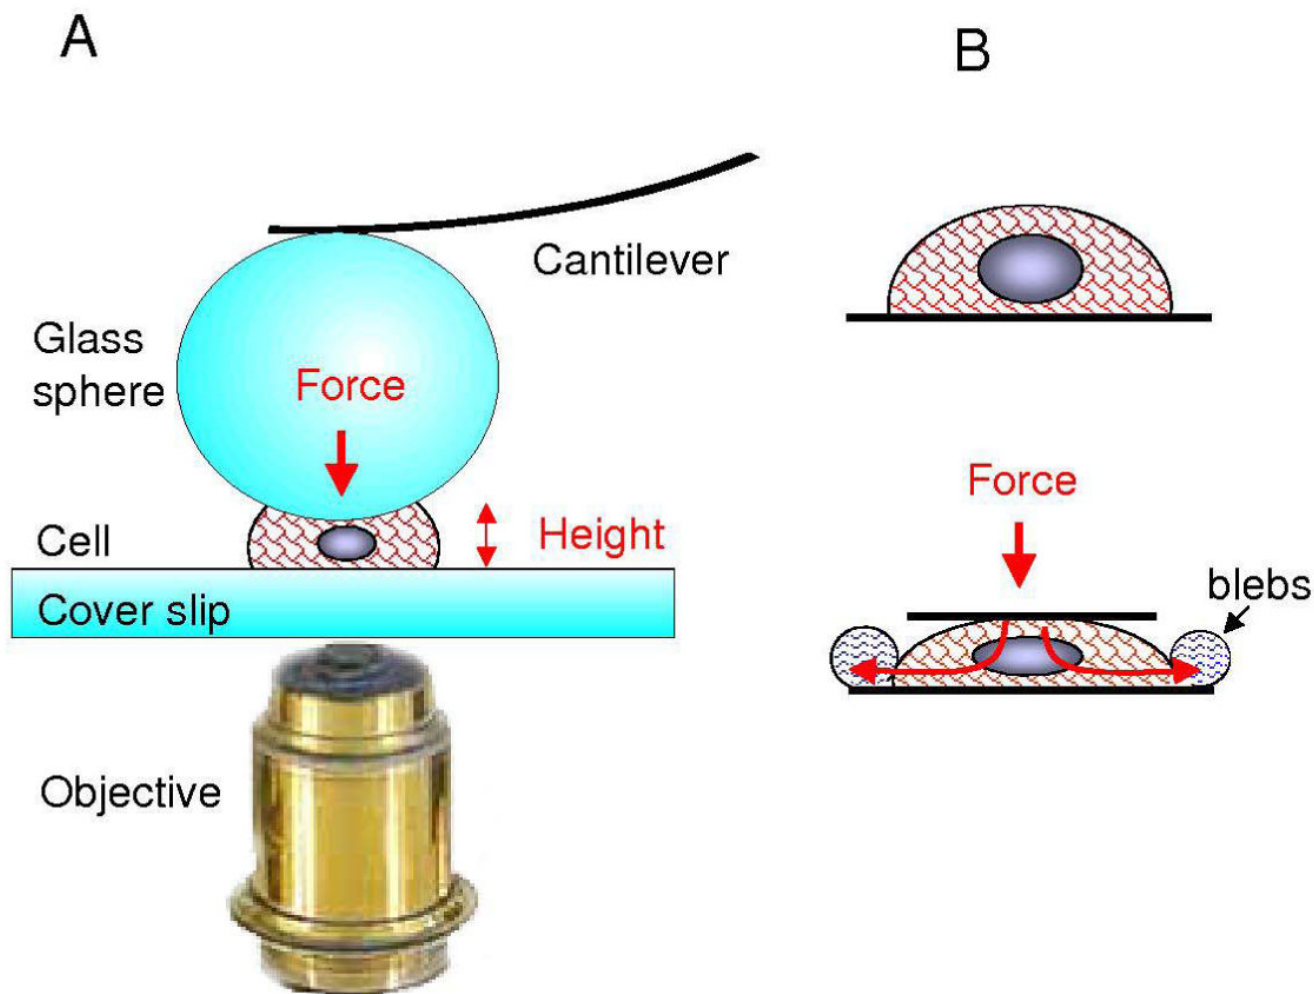 A
B
Cantilever
Glass
sphere
Force
Cell
Height
Cover slip
Objective
Force
blebs